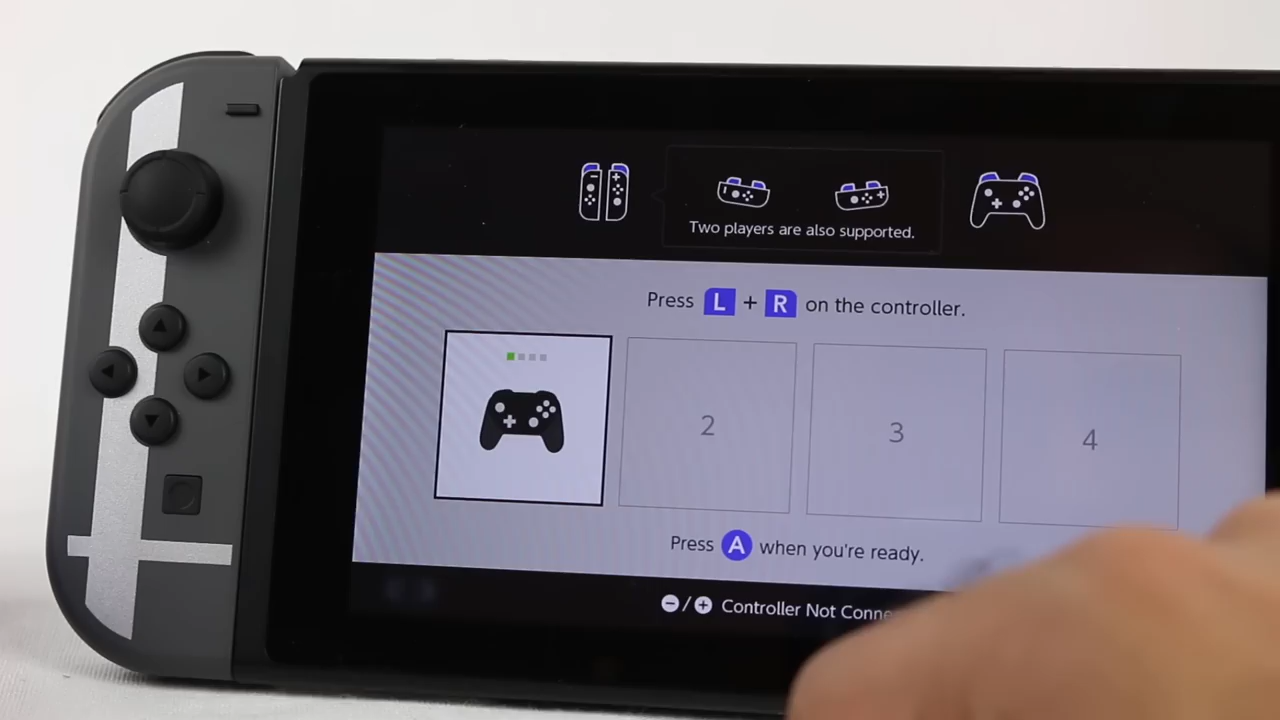 Two players are also supported.
Press L + R on the controller.
2
3
4
Press A when you're ready.
-/+ Controller Not